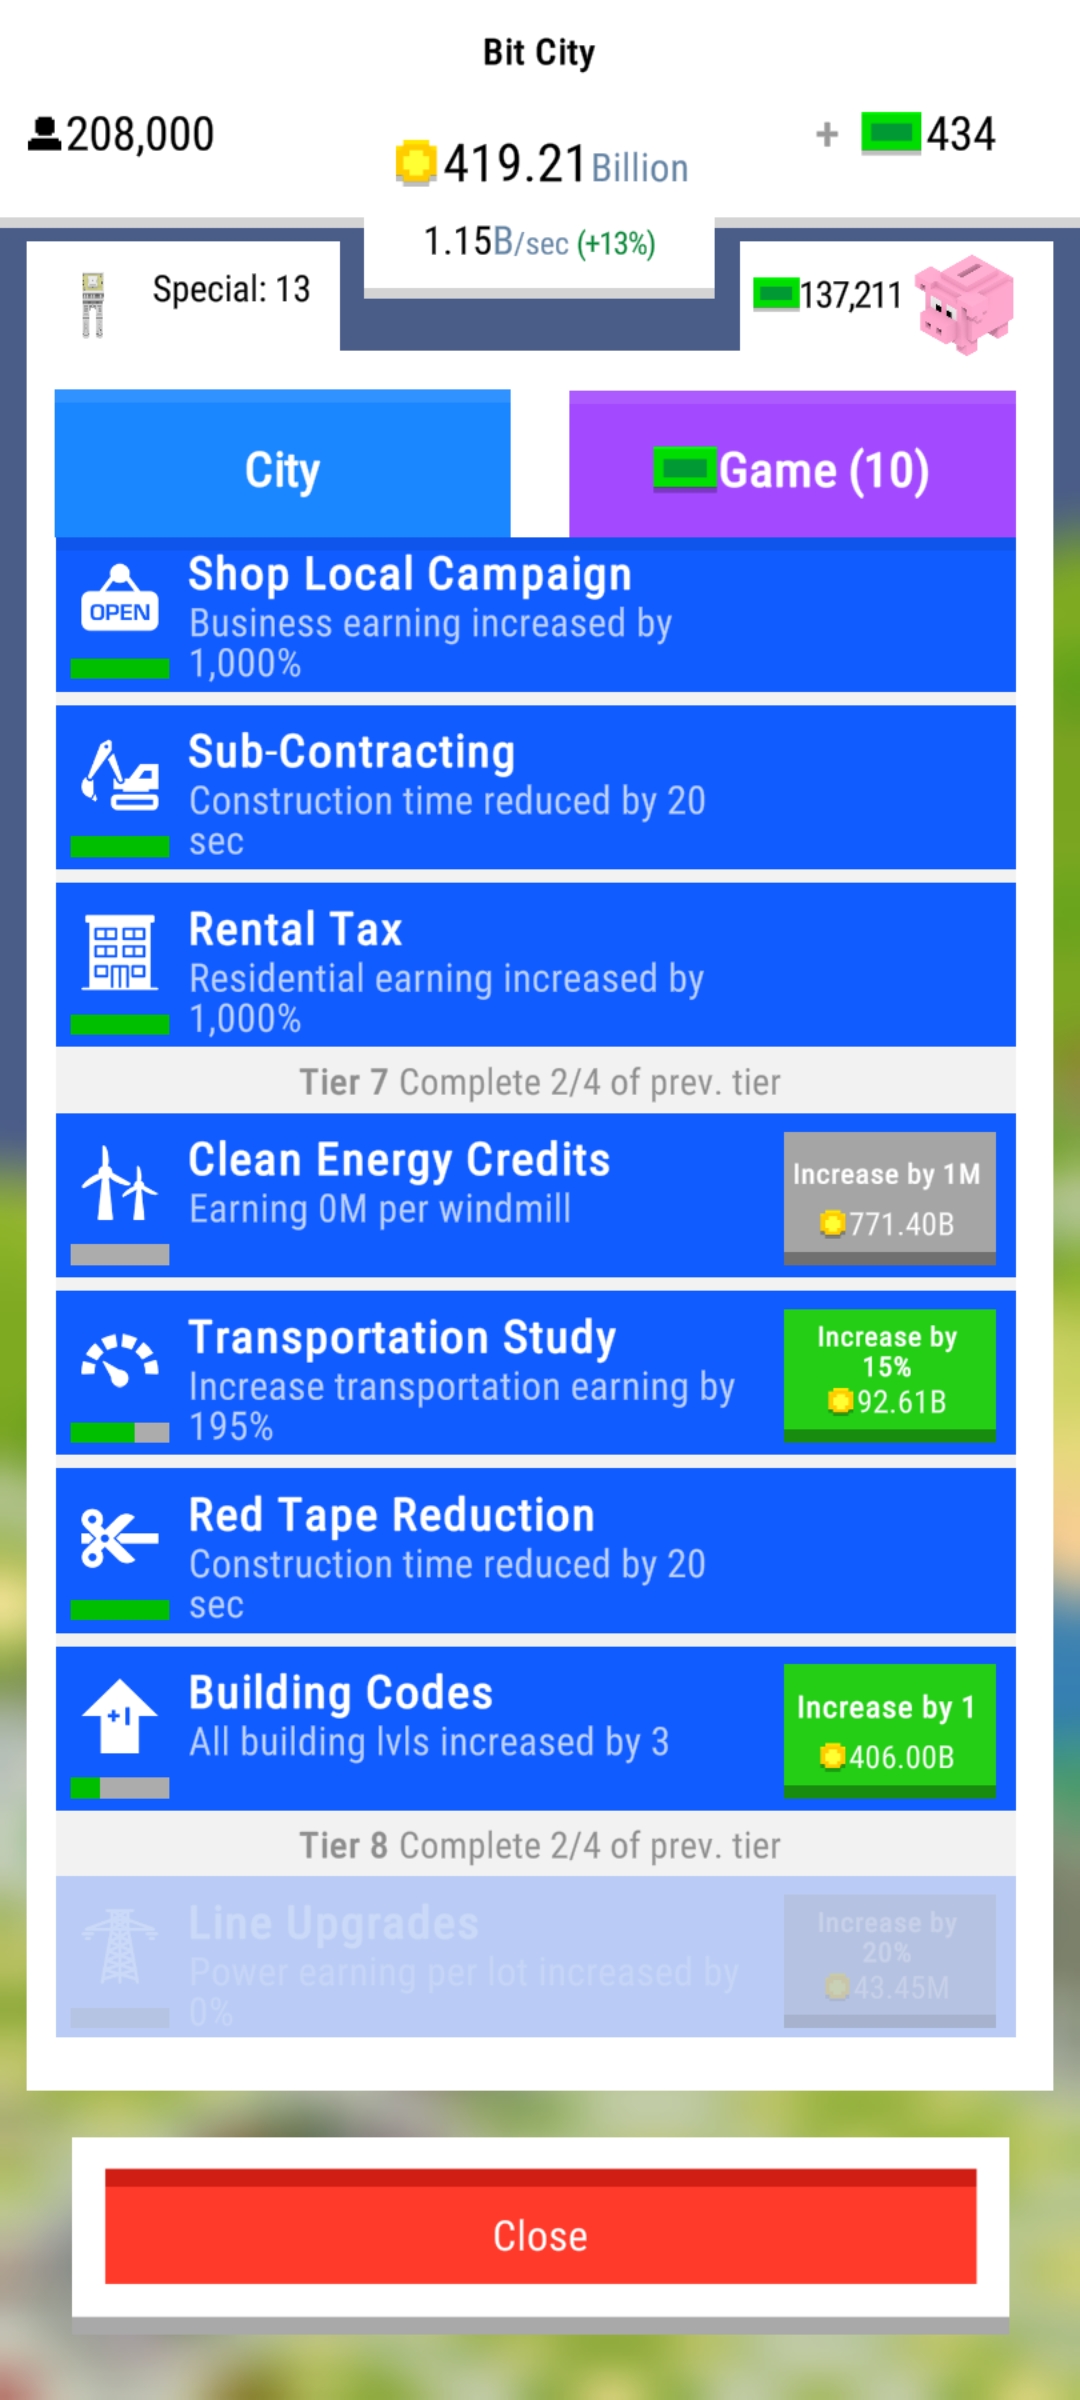 Bit City
208,000
419.21 Billion
+ 434
1.15B/sec (+13%)
Special: 13
137,211
City
Game (10)
OPEN
Shop Local Campaign
Business earning increased by
1,000%
Sub-Contracting
Construction time reduced by 20
sec
Rental Tax
Residential earning increased by
1,000%
Tier 7 Complete 2/4 of prev. tier
Clean Energy Credits
Earning 0M per windmill
Increase by 1M
771.40B
Transportation Study
Increase transportation earning by
195%
Increase by
15%
92.61B
Red Tape Reduction
Construction time reduced by 20
sec
+1
Building Codes
All building lvls increased by 3
Increase by 1
406.00B
Tier 8 Complete 2/4 of prev. tier
Line Upgrades
Power earning per lot increased by
0%
Increase by
20%
43.45M
Close